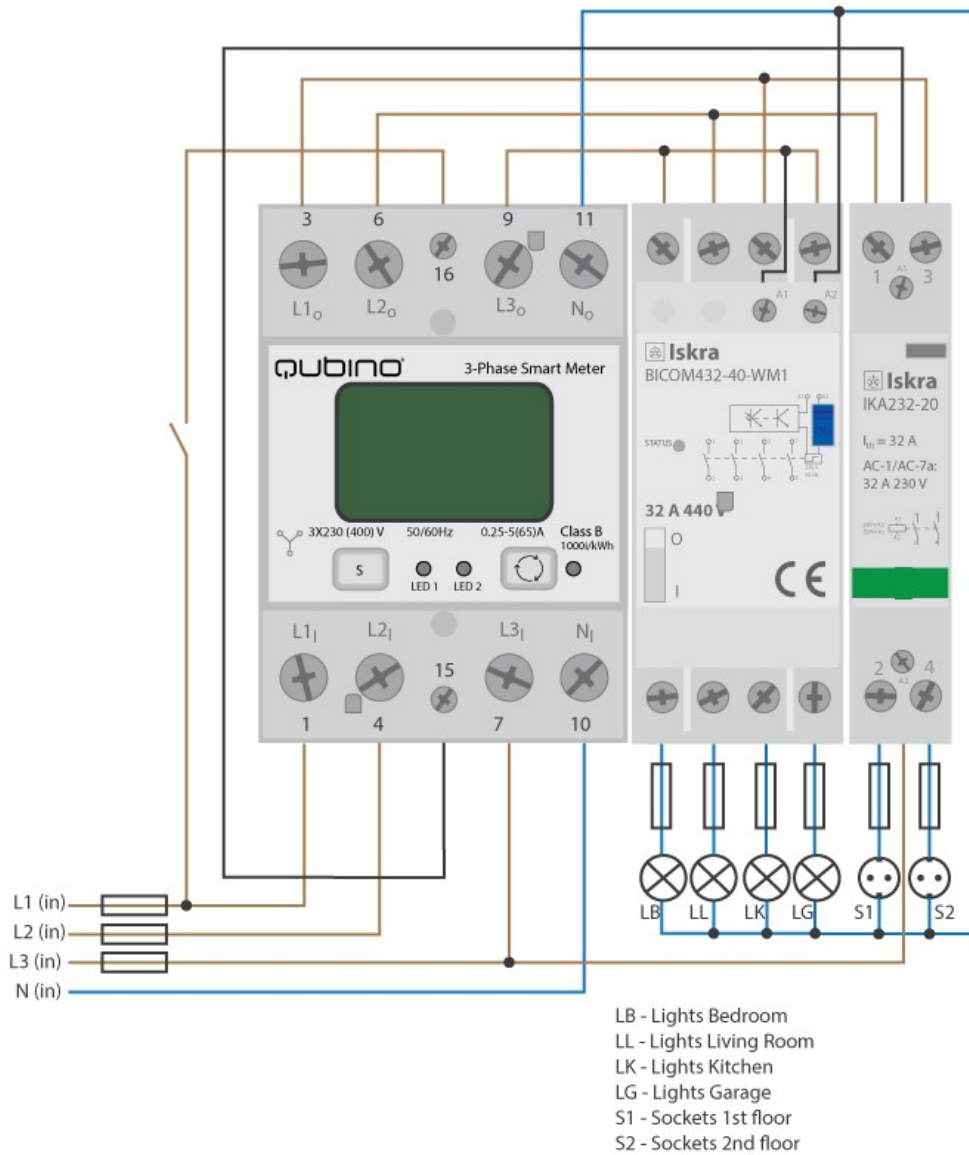 3
6
16
9
11
L1o
L2o
L3o
No
QUBINO
3-Phase Smart Meter
3X230 (400) V
50/60Hz
0.25-5(65)A
Class B
1000i/kWh
S
LED 1
LED 2
L1I
L2I
15
L3I
NI
1
4
7
10
A1
A2
Iskra
BICOM432-40-WM1
A1
A2
STATUS
32 A 440 V
O
I
CE
1
A1
3
Iskra
IKA232-20
Ith = 32 A
AC-1/AC-7a:
32 A 230 V
A1
A2
2
A2
4
L1 (in)
L2 (in)
L3 (in)
N (in)
LB
LL
LK
LG
S1
S2
LB - Lights Bedroom
LL - Lights Living Room
LK - Lights Kitchen
LG - Lights Garage
S1 - Sockets 1st floor
S2 - Sockets 2nd floor